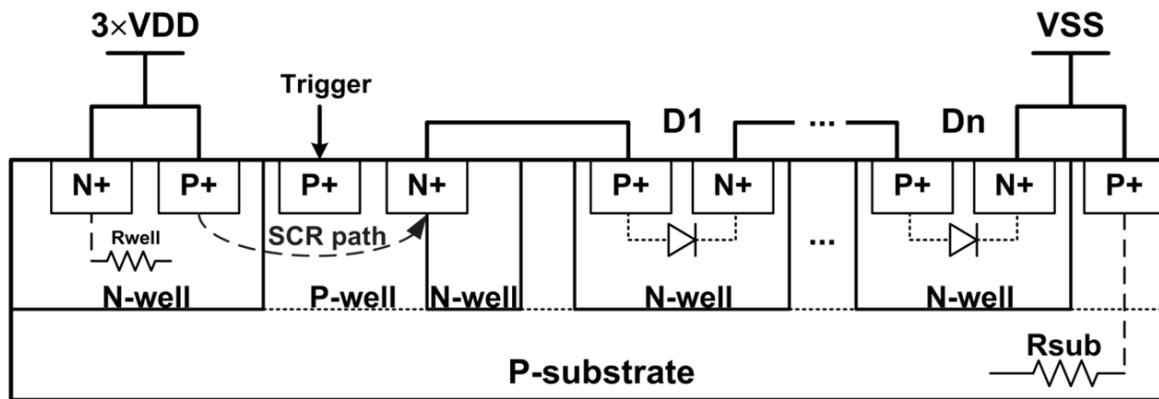 3×VDD
VSS
Trigger
D1
...
Dn
N+
P+
P+
N+
P+
N+
P+
N+
P+
Rwell
SCR path
...
N-well
P-well
N-well
N-well
N-well
Rsub
P-substrate